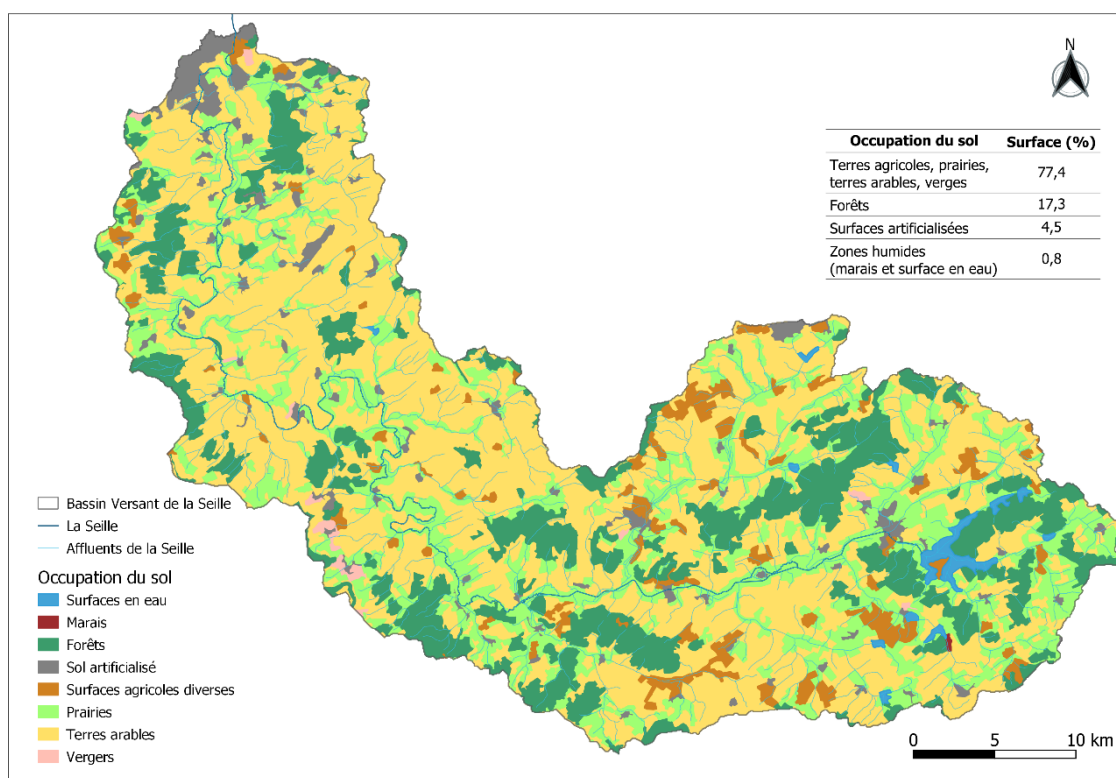 N
Occupation du sol Surface (%)
Terres agricoles, prairies,
terres arables, verges
77,4
Forêts 17,3
Surfaces artificialisées 4,5
Zones humides
(marais et surface en eau)
0,8
Bassin Versant de la Seille
La Seille
Affluents de la Seille
Occupation du sol
Surfaces en eau
Marais
Forêts
Sol artificialisé
Surfaces agricoles diverses
Prairies
Terres arables
Vergers
0 5 10 km